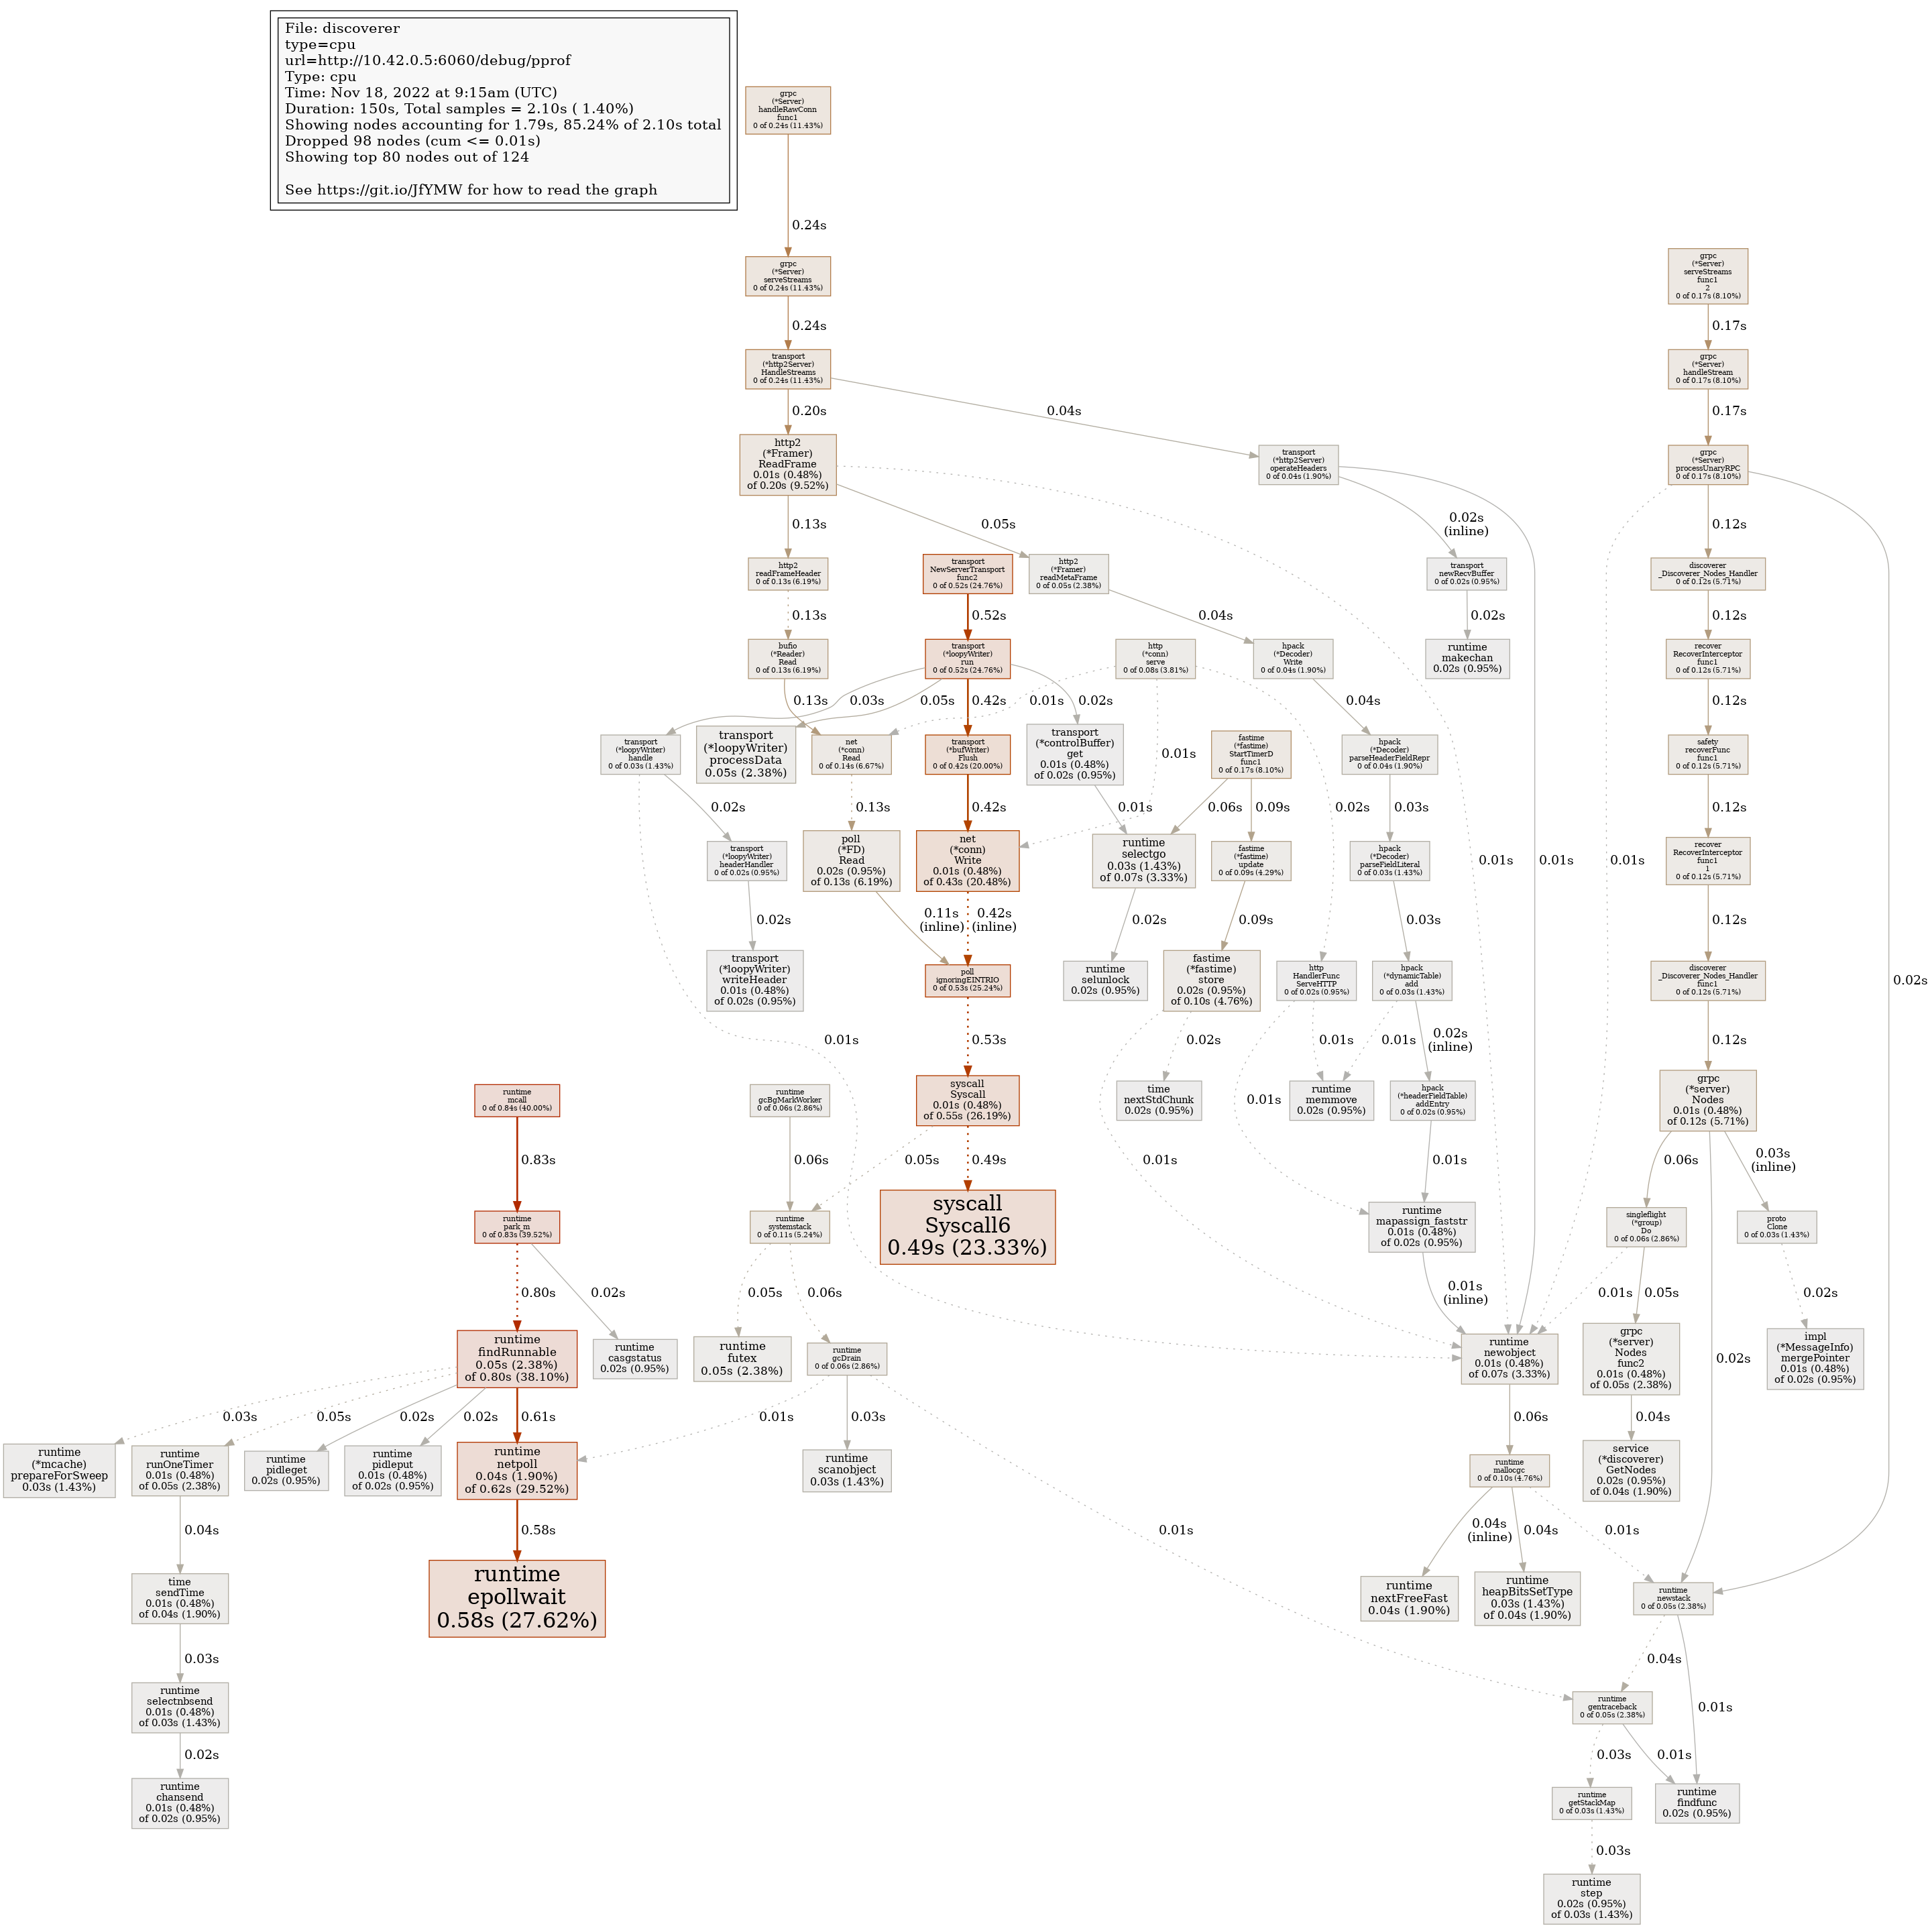 File: discoverer
type=cpu
url=http://10.42.0.5:6060/debug/pprof
Type: cpu
Time: Nov 18, 2022 at 9:15am (UTC)
Duration: 150s, Total samples = 2.10s ( 1.40%)
Showing nodes accounting for 1.79s, 85.24% of 2.10s total
Dropped 98 nodes (cum <= 0.01s)
Showing top 80 nodes out of 124
See https://git.io/JfYMW for how to read the graph
grpc
(*Server)
handleRawConn
func1
0 of 0.24s (11.43%)
0.24s
grpc
(*Server)
serveStreams
0 of 0.24s (11.43%)
grpc
(*Server)
serveStreams
func1
2
0 of 0.17s (8.10%)
0.24s
0.17s
transport
(*http2Server)
HandleStreams
0 of 0.24s (11.43%)
grpc
(*Server)
handleStream
0 of 0.17s (8.10%)
0.20s
0.04s
0.17s
http2
(*Framer)
ReadFrame
0.01s (0.48%)
of 0.20s (9.52%)
transport
(*http2Server)
operateHeaders
0 of 0.04s (1.90%)
grpc
(*Server)
processUnaryRPC
0 of 0.17s (8.10%)
0.13s
0.05s
0.02s
(inline)
0.12s
http2
readFrameHeader
0 of 0.13s (6.19%)
transport
NewServerTransport
func2
0 of 0.52s (24.76%)
http2
(*Framer)
readMetaFrame
0 of 0.05s (2.38%)
transport
newRecvBuffer
0 of 0.02s (0.95%)
discoverer
_Discoverer_Nodes_Handler
0 of 0.12s (5.71%)
0.13s
0.52s
0.04s
0.02s
0.12s
bufio
(*Reader)
Read
0 of 0.13s (6.19%)
transport
(*loopyWriter)
run
0 of 0.52s (24.76%)
http
(*conn)
serve
0 of 0.08s (3.81%)
hpack
(*Decoder)
Write
0 of 0.04s (1.90%)
runtime
makechan
0.02s (0.95%)
recover
RecoverInterceptor
func1
0 of 0.12s (5.71%)
0.13s
0.03s
0.05s
0.42s
0.01s
0.02s
0.04s
0.12s
transport
(*loopyWriter)
handle
0 of 0.03s (1.43%)
transport
(*loopyWriter)
processData
0.05s (2.38%)
net
(*conn)
Read
0 of 0.14s (6.67%)
transport
(*bufWriter)
Flush
0 of 0.42s (20.00%)
transport
(*controlBuffer)
get
0.01s (0.48%)
of 0.02s (0.95%)
0.01s
fastime
(*fastime)
StartTimerD
func1
0 of 0.17s (8.10%)
hpack
(*Decoder)
parseHeaderFieldRepr
0 of 0.04s (1.90%)
safety
recoverFunc
func1
0 of 0.12s (5.71%)
0.02s
0.13s
0.42s
0.01s
0.06s
0.09s
0.02s
0.03s
0.12s
transport
(*loopyWriter)
headerHandler
0 of 0.02s (0.95%)
poll
(*FD)
Read
0.02s (0.95%)
of 0.13s (6.19%)
net
(*conn)
Write
0.01s (0.48%)
of 0.43s (20.48%)
runtime
selectgo
0.03s (1.43%)
of 0.07s (3.33%)
fastime
(*fastime)
update
0 of 0.09s (4.29%)
hpack
(*Decoder)
parseFieldLiteral
0 of 0.03s (1.43%)
0.01s
0.01s
0.01s
recover
RecoverInterceptor
func1
1
0 of 0.12s (5.71%)
0.02s
0.11s
(inline)
0.42s
(inline)
0.02s
0.09s
0.03s
0.12s
transport
(*loopyWriter)
writeHeader
0.01s (0.48%)
of 0.02s (0.95%)
poll
ignoringEINTRIO
0 of 0.53s (25.24%)
runtime
selunlock
0.02s (0.95%)
fastime
(*fastime)
store
0.02s (0.95%)
of 0.10s (4.76%)
http
HandlerFunc
ServeHTTP
0 of 0.02s (0.95%)
hpack
(*dynamicTable)
add
0 of 0.03s (1.43%)
discoverer
_Discoverer_Nodes_Handler
func1
0 of 0.12s (5.71%)
0.02s
0.01s
0.53s
0.02s
0.01s
0.01s
0.02s
(inline)
0.12s
runtime
mcall
0 of 0.84s (40.00%)
runtime
gcBgMarkWorker
0 of 0.06s (2.86%)
syscall
Syscall
0.01s (0.48%)
of 0.55s (26.19%)
time
nextStdChunk
0.02s (0.95%)
0.01s
runtime
memmove
0.02s (0.95%)
hpack
(*headerFieldTable)
addEntry
0 of 0.02s (0.95%)
grpc
(*server)
Nodes
0.01s (0.48%)
of 0.12s (5.71%)
0.83s
0.06s
0.05s
0.49s
0.01s
0.01s
0.06s
0.03s
(inline)
runtime
park_m
0 of 0.83s (39.52%)
runtime
systemstack
0 of 0.11s (5.24%)
syscall
Syscall6
0.49s (23.33%)
runtime
mapassign_faststr
0.01s (0.48%)
of 0.02s (0.95%)
singleflight
(*group)
Do
0 of 0.06s (2.86%)
proto
Clone
0 of 0.03s (1.43%)
0.80s
0.02s
0.05s
0.06s
0.01s
(inline)
0.01s
0.05s
0.02s
runtime
findRunnable
0.05s (2.38%)
of 0.80s (38.10%)
runtime
casgstatus
0.02s (0.95%)
runtime
futex
0.05s (2.38%)
runtime
gcDrain
0 of 0.06s (2.86%)
runtime
newobject
0.01s (0.48%)
of 0.07s (3.33%)
grpc
(*server)
Nodes
func2
0.01s (0.48%)
of 0.05s (2.38%)
0.02s
impl
(*MessageInfo)
mergePointer
0.01s (0.48%)
of 0.02s (0.95%)
0.03s
0.05s
0.02s
0.02s
0.61s
0.01s
0.03s
0.06s
0.04s
runtime
(*mcache)
prepareForSweep
0.03s (1.43%)
runtime
runOneTimer
0.01s (0.48%)
of 0.05s (2.38%)
runtime
pidleget
0.02s (0.95%)
runtime
pidleput
0.01s (0.48%)
of 0.02s (0.95%)
runtime
netpoll
0.04s (1.90%)
of 0.62s (29.52%)
runtime
scanobject
0.03s (1.43%)
runtime
mallocgc
0 of 0.10s (4.76%)
service
(*discoverer)
GetNodes
0.02s (0.95%)
of 0.04s (1.90%)
0.04s
0.58s
0.01s
0.04s
(inline)
0.04s
0.01s
time
sendTime
0.01s (0.48%)
of 0.04s (1.90%)
runtime
epollwait
0.58s (27.62%)
runtime
nextFreeFast
0.04s (1.90%)
runtime
heapBitsSetType
0.03s (1.43%)
of 0.04s (1.90%)
runtime
newstack
0 of 0.05s (2.38%)
0.03s
0.04s
runtime
selectnbsend
0.01s (0.48%)
of 0.03s (1.43%)
runtime
gentraceback
0 of 0.05s (2.38%)
0.01s
0.02s
0.03s
0.01s
runtime
chansend
0.01s (0.48%)
of 0.02s (0.95%)
runtime
getStackMap
0 of 0.03s (1.43%)
runtime
findfunc
0.02s (0.95%)
0.03s
runtime
step
0.02s (0.95%)
of 0.03s (1.43%)